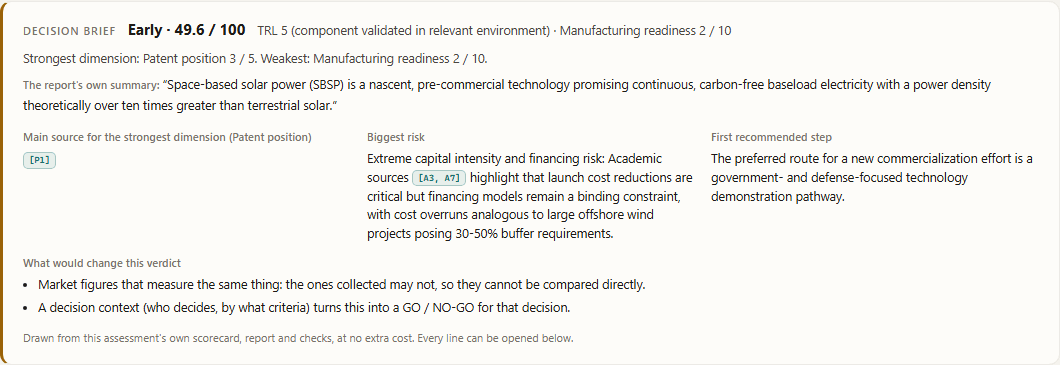 DECISION BRIEF Early · 49.6 / 100 TRL 5 (component validated in relevant environment) · Manufacturing readiness 2 / 10
Strongest dimension: Patent position 3 / 5. Weakest: Manufacturing readiness 2 / 10.
The report's own summary: “Space-based solar power (SBSP) is a nascent, pre-commercial technology promising continuous, carbon-free baseload electricity with a power density
theoretically over ten times greater than terrestrial solar.”
Main source for the strongest dimension (Patent position)
[P1]
Biggest risk
Extreme capital intensity and financing risk: Academic
sources [A3, A7] highlight that launch cost reductions are
critical but financing models remain a binding constraint,
with cost overruns analogous to large offshore wind
projects posing 30-50% buffer requirements.
First recommended step
The preferred route for a new commercialization effort is a
government- and defense-focused technology
demonstration pathway.
What would change this verdict
• Market figures that measure the same thing: the ones collected may not, so they cannot be compared directly.
• A decision context (who decides, by what criteria) turns this into a GO / NO-GO for that decision.
Drawn from this assessment's own scorecard, report and checks, at no extra cost. Every line can be opened below.